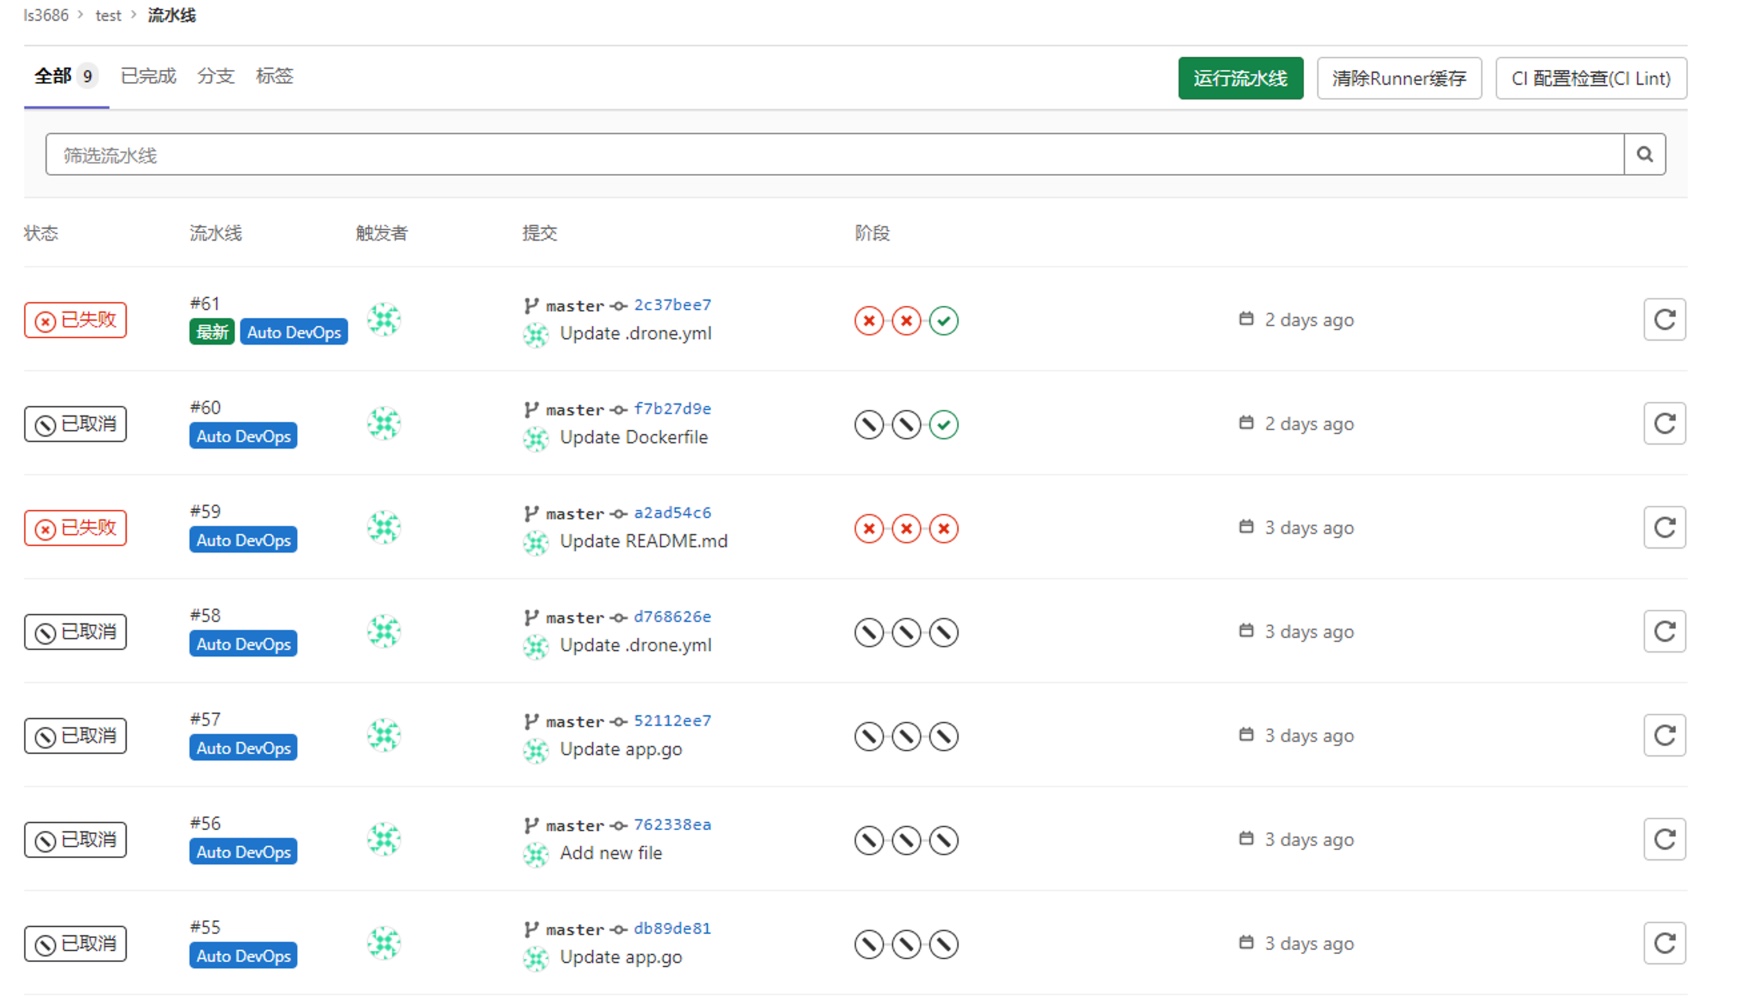 ls3686 > test > 流水线
全部 9 已完成 分支 标签 运行流水线 清除Runner缓存 CI 配置检查(CI Lint)
筛选流水线
状态 流水线 触发者 提交 阶段
已失败 #61 最新 Auto DevOps master 2c37bee7
Update .drone.yml 2 days ago
已取消 #60 Auto DevOps master f7b27d9e
Update Dockerfile 2 days ago
已失败 #59 Auto DevOps master a2ad54c6
Update README.md 3 days ago
已取消 #58 Auto DevOps master d768626e
Update .drone.yml 3 days ago
已取消 #57 Auto DevOps master 52112ee7
Update app.go 3 days ago
已取消 #56 Auto DevOps master 762338ea
Add new file 3 days ago
已取消 #55 Auto DevOps master db89de81
Update app.go 3 days ago